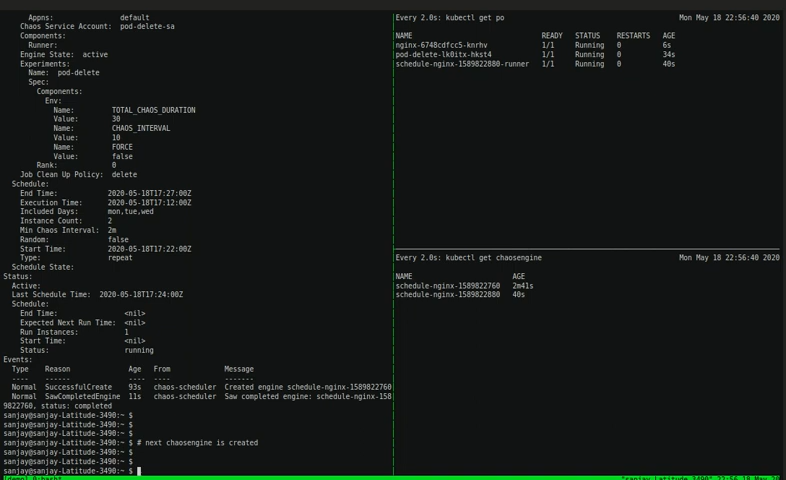 Appns: default
Chaos Service Account: pod-delete-sa
Components:
Runner:
Engine State: active
Experiments:
Name: pod-delete
Spec:
Components:
Env:
Name: TOTAL_CHAOS_DURATION
Value: 30
Name: CHAOS_INTERVAL
Value: 10
Name: FORCE
Value: false
Rank: 0
Job Clean Up Policy: delete
Schedule:
End Time: 2020-05-18T17:27:00Z
Execution Time: 2020-05-18T17:12:00Z
Included Days: mon,tue,wed
Instance Count: 2
Min Chaos Interval: 2m
Random: false
Start Time: 2020-05-18T17:22:00Z
Type: repeat
Schedule State:
Status:
Active:
Last Schedule Time: 2020-05-18T17:24:00Z
Schedule:
End Time: <nil>
Expected Next Run Time: <nil>
Run Instances: 1
Start Time: <nil>
Status: running
Events:
Type Reason Age From Message
---- ------ ---- ---- -------
Normal SuccessfulCreate 93s chaos-scheduler Created engine schedule-nginx-1589822760
Normal SawCompletedEngine 11s chaos-scheduler Saw completed engine: schedule-nginx-158
9822760, status: completed
sanjay@sanjay-Latitude-3490:~ $
sanjay@sanjay-Latitude-3490:~ $
sanjay@sanjay-Latitude-3490:~ $
sanjay@sanjay-Latitude-3490:~ $ # next chaosengine is created
sanjay@sanjay-Latitude-3490:~ $
sanjay@sanjay-Latitude-3490:~ $
sanjay@sanjay-Latitude-3490:~ $
Every 2.0s: kubectl get po Mon May 18 22:56:40 2020
NAME READY STATUS RESTARTS AGE
nginx-6748cdfcc5-knrhv 1/1 Running 0 6s
pod-delete-lk0itx-hkst4 1/1 Running 0 34s
schedule-nginx-1589822880-runner 1/1 Running 0 40s
Every 2.0s: kubectl get chaosengine Mon May 18 22:56:40 2020
NAME AGE
schedule-nginx-1589822760 2m41s
schedule-nginx-1589822880 40s